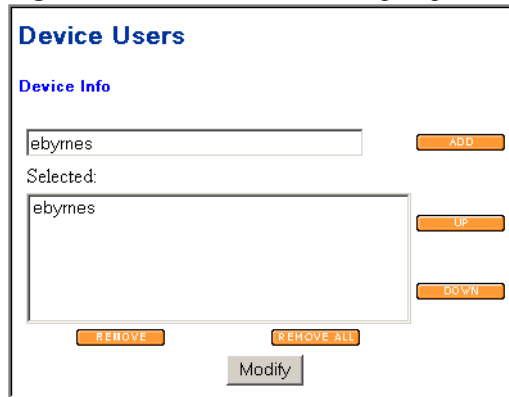 Device Users
Device Info
ebyrnes
ADD
Selected:
ebyrnes
UP
DOWN
REMOVE
REMOVE ALL
Modify